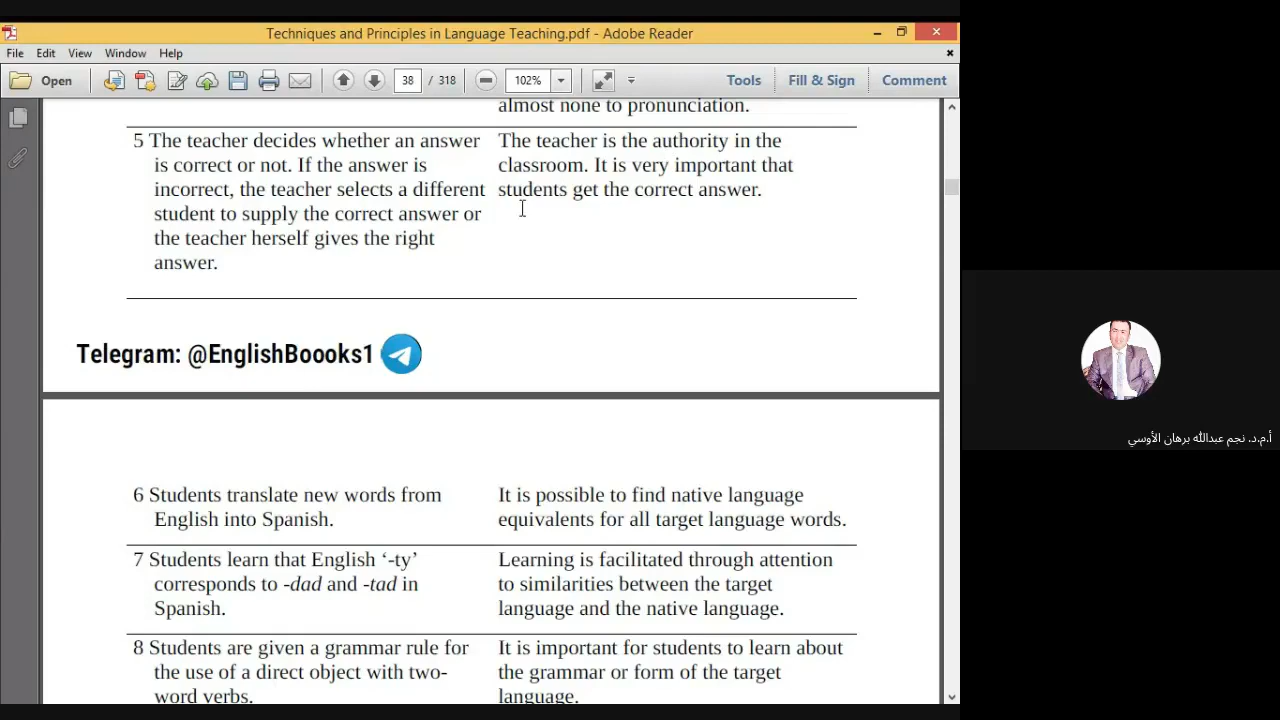 Techniques and Principles in Language Teaching.pdf - Adobe Reader
File Edit View Window Help
Open 38 / 318 102% Tools Fill & Sign Comment
almost none to pronunciation.
5 The teacher decides whether an answer
is correct or not. If the answer is
incorrect, the teacher selects a different
student to supply the correct answer or
the teacher herself gives the right
answer.
The teacher is the authority in the
classroom. It is very important that
students get the correct answer.
Telegram: @EnglishBoooks1
6 Students translate new words from
English into Spanish.
It is possible to find native language
equivalents for all target language words.
7 Students learn that English ‘-ty’
corresponds to -dad and -tad in
Spanish.
Learning is facilitated through attention
to similarities between the target
language and the native language.
8 Students are given a grammar rule for
the use of a direct object with two-
word verbs.
It is important for students to learn about
the grammar or form of the target
language.
أ.م.د. نجم عبدالله برهان الأوسي